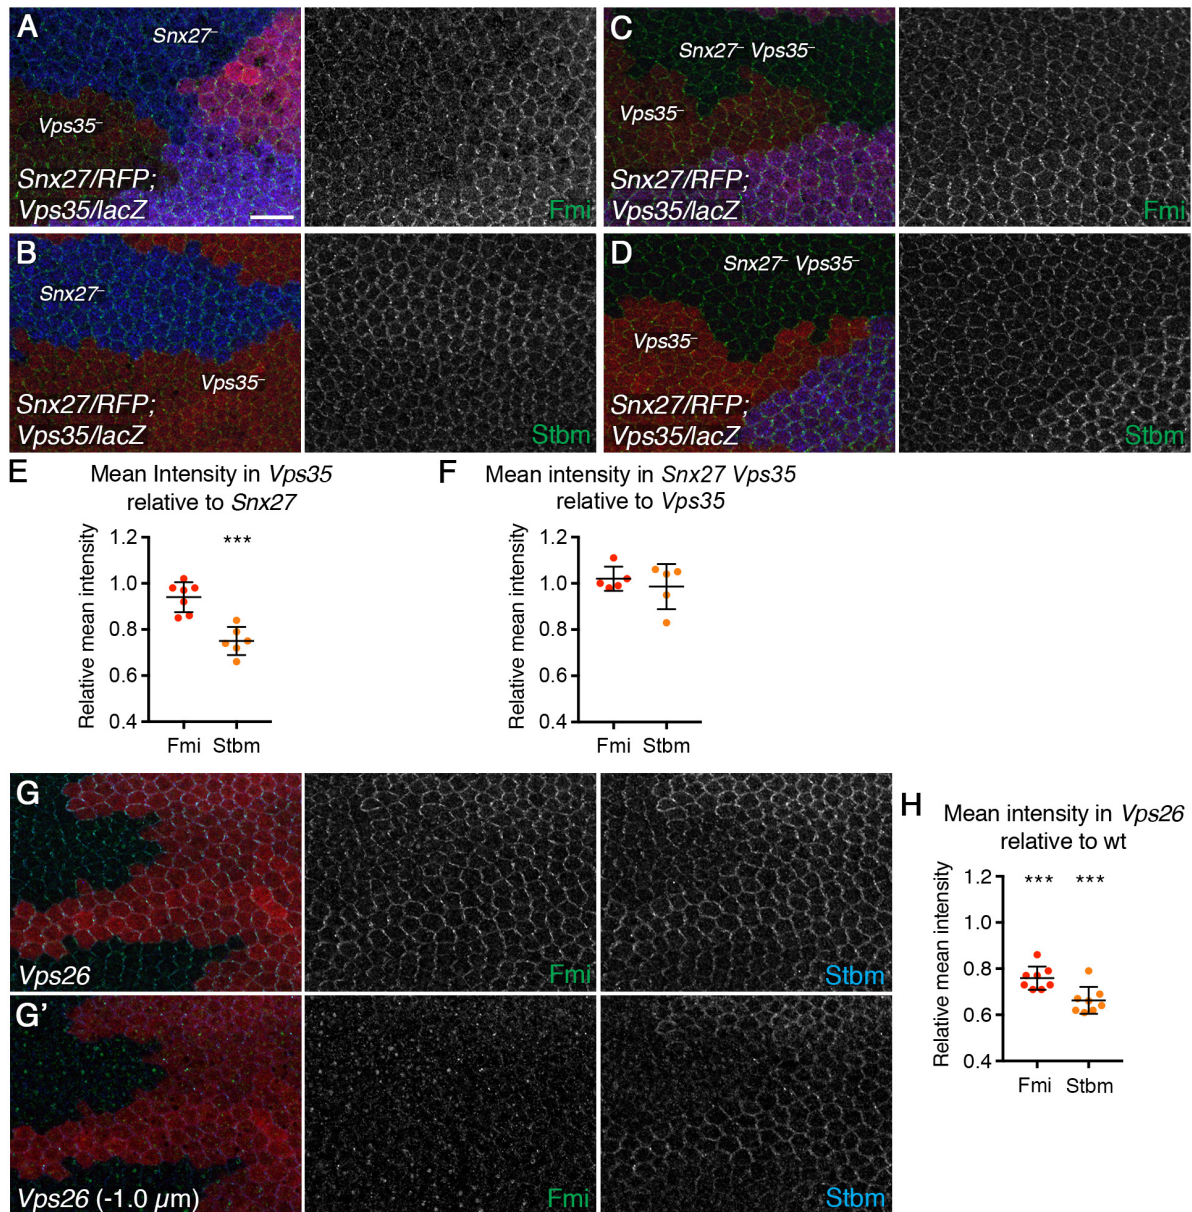 A
Snx27–
Vps35–
Snx27/RFP;
Vps35/lacZ
Fmi
C
Snx27– Vps35–
Vps35–
Snx27/RFP;
Vps35/lacZ
Fmi
B
Snx27–
Vps35–
Snx27/RFP;
Vps35/lacZ
Stbm
D
Snx27– Vps35–
Vps35–
Snx27/RFP;
Vps35/lacZ
Stbm
E
Mean Intensity in Vps35
relative to Snx27
Relative mean intensity
1.2
1.0
0.8
0.6
0.4
***
Fmi Stbm
F
Mean intensity in Snx27 Vps35
relative to Vps35
Relative mean intensity
1.2
1.0
0.8
0.6
0.4
Fmi Stbm
G
Vps26
Fmi
Stbm
G'
Vps26 (-1.0 µm)
Fmi
Stbm
H
Mean intensity in Vps26
relative to wt
Relative mean intensity
1.2
1.0
0.8
0.6
0.4
*** ***
Fmi Stbm